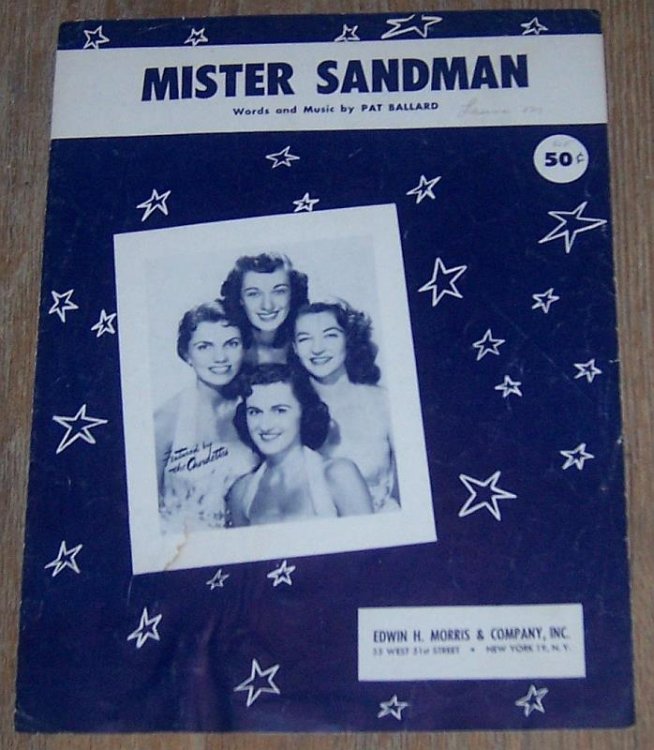 MISTER SANDMAN
Words and Music by PAT BALLARD
50¢
Featured by
The Chordettes
EDWIN H. MORRIS & COMPANY, INC.
35 WEST 51st STREET • NEW YORK 19, N. Y.